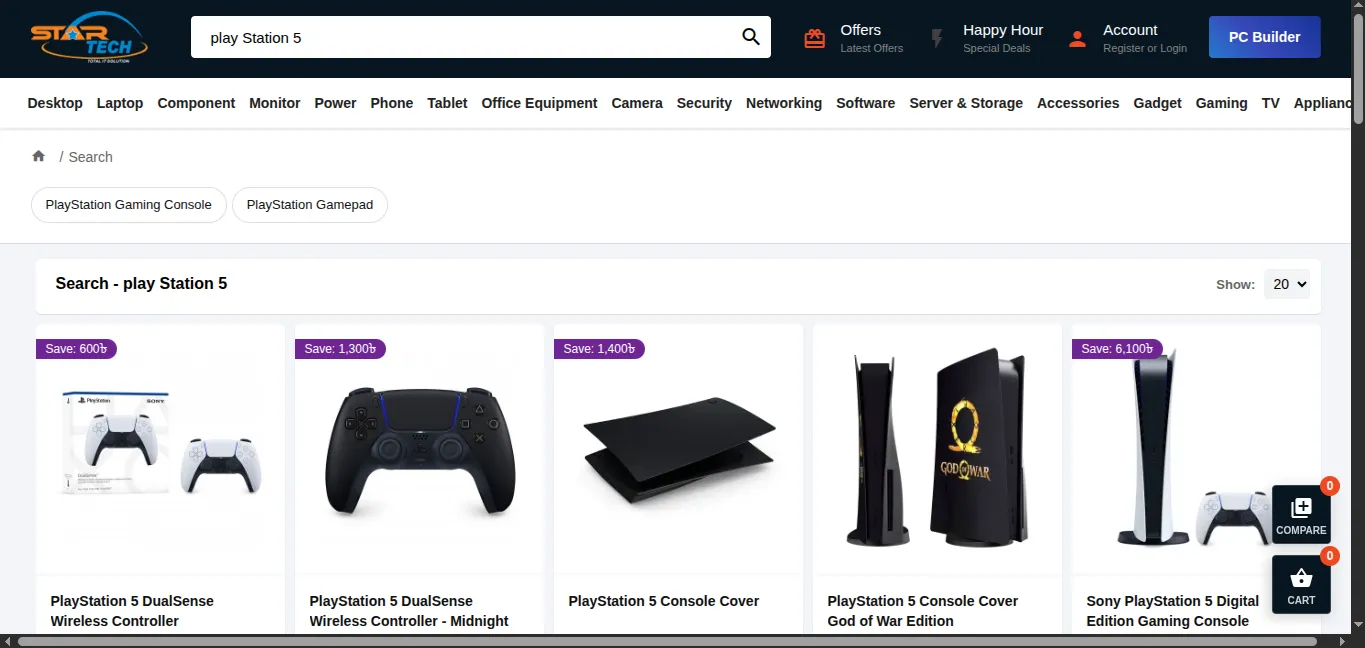 STAR
TECH
TOTAL IT SOLUTION
play Station 5
Offers
Latest Offers
Happy Hour
Special Deals
Account
Register or Login
PC Builder
Desktop Laptop Component Monitor Power Phone Tablet Office Equipment Camera Security Networking Software Server & Storage Accessories Gadget Gaming TV Applianc
/ Search
PlayStation Gaming Console
PlayStation Gamepad
Search - play Station 5
Show: 20
Save: 600৳
Save: 1,300৳
Save: 1,400৳
Save: 6,100৳
PlayStation
SONY
GOD OF WAR
0
COMPARE
0
CART
PlayStation 5 DualSense
Wireless Controller
PlayStation 5 DualSense
Wireless Controller - Midnight
PlayStation 5 Console Cover
PlayStation 5 Console Cover
God of War Edition
Sony PlayStation 5 Digital
Edition Gaming Console